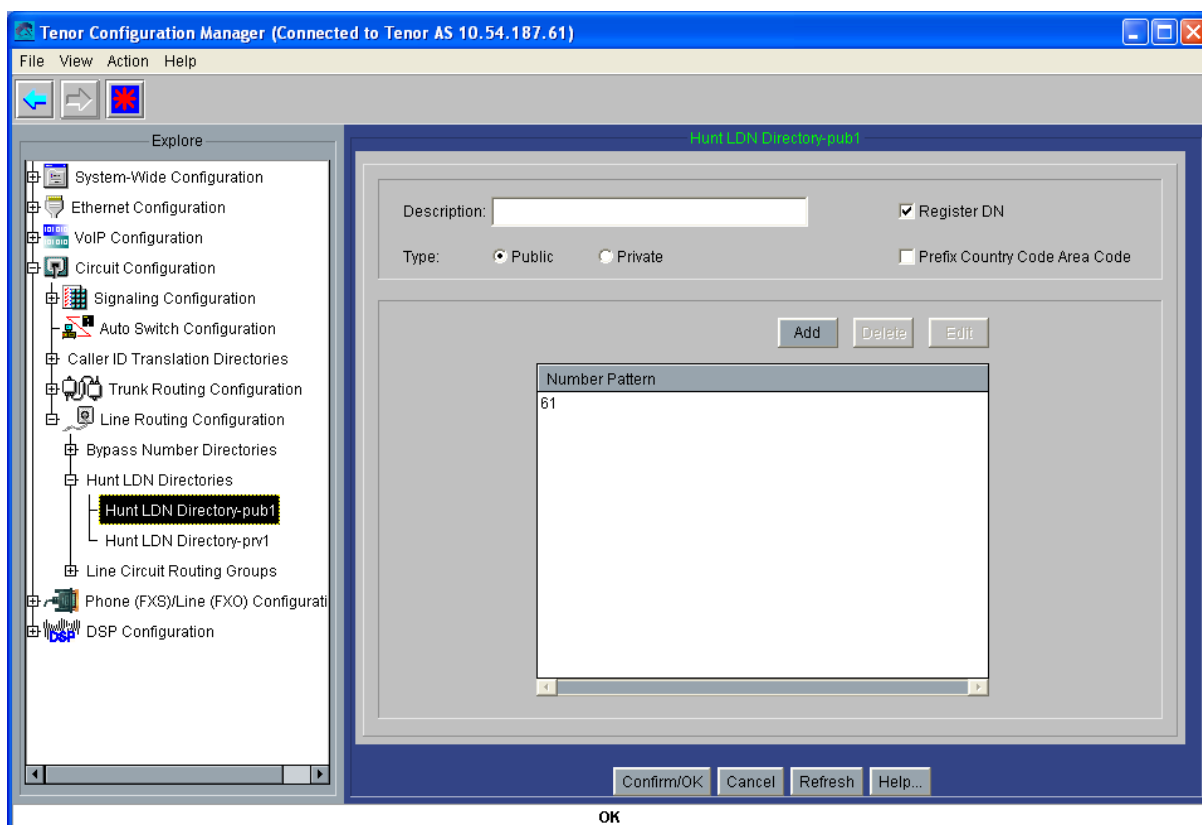 Tenor Configuration Manager (Connected to Tenor AS 10.54.187.61)
File View Action Help
Explore
System-Wide Configuration
Ethernet Configuration
VoIP Configuration
Circuit Configuration
Signaling Configuration
Auto Switch Configuration
Caller ID Translation Directories
Trunk Routing Configuration
Line Routing Configuration
Bypass Number Directories
Hunt LDN Directories
Hunt LDN Directory-pub1
Hunt LDN Directory-prv1
Line Circuit Routing Groups
Phone (FXS)/Line (FXO) Configurati
DSP Configuration
Hunt LDN Directory-pub1
Description:
Register DN
Type: Public Private
Prefix Country Code Area Code
Add Delete Edit
Number Pattern
61
Confirm/OK Cancel Refresh Help...
OK